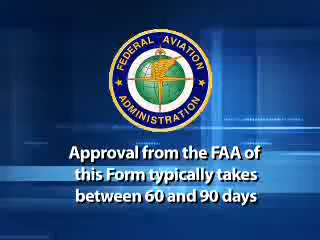 FEDERAL AVIATION
ADMINISTRATION
Approval from the FAA of
this Form typically takes
between 60 and 90 days